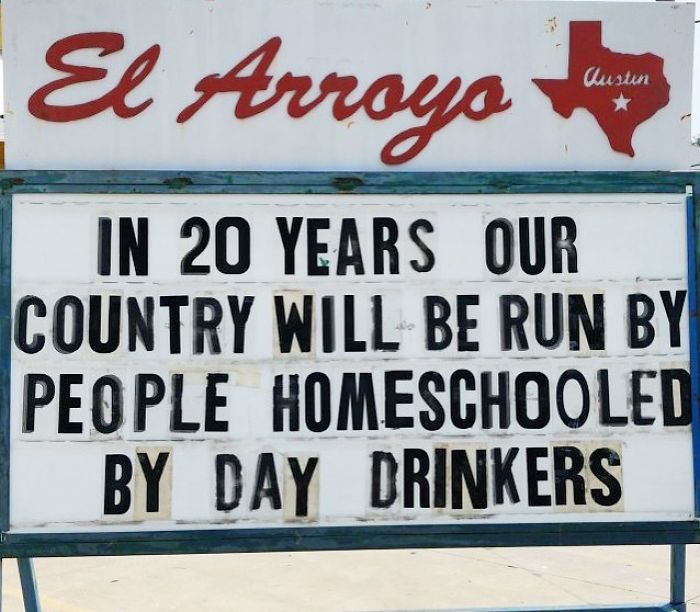 El Arroyo
Austin
IN 20 YEARS OUR
COUNTRY WILL BE RUN BY
PEOPLE HOMESCHOOLED
BY DAY DRINKERS